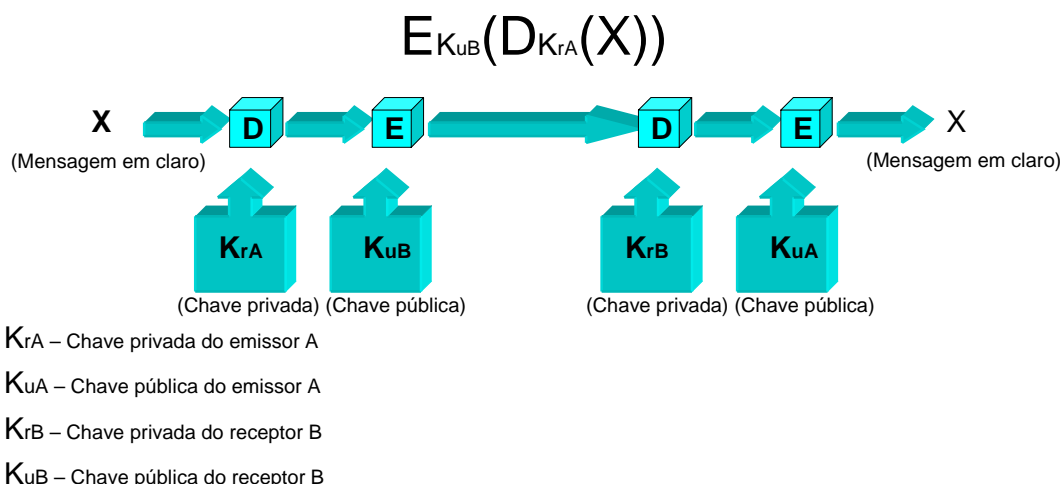 EKuB(DKrA(X))
X D E D E X
(Mensagem em claro) (Mensagem em claro)
KrA KuB KrB KuA
(Chave privada) (Chave pública) (Chave privada) (Chave pública)
KrA – Chave privada do emissor A
KuA – Chave pública do emissor A
KrB – Chave privada do receptor B
KuB – Chave pública do receptor B